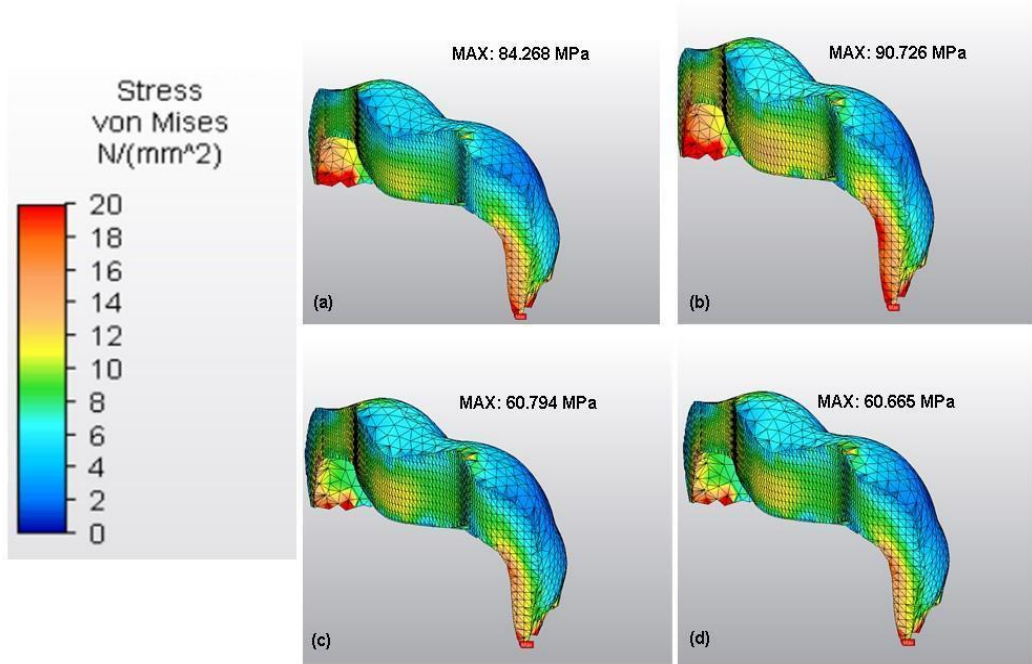 Stress
von Mises
N/(mm^2)
20
18
16
14
12
10
8
6
4
2
0
MAX: 84.268 MPa
(a)
MAX: 90.726 MPa
(b)
MAX: 60.794 MPa
(c)
MAX: 60.665 MPa
(d)